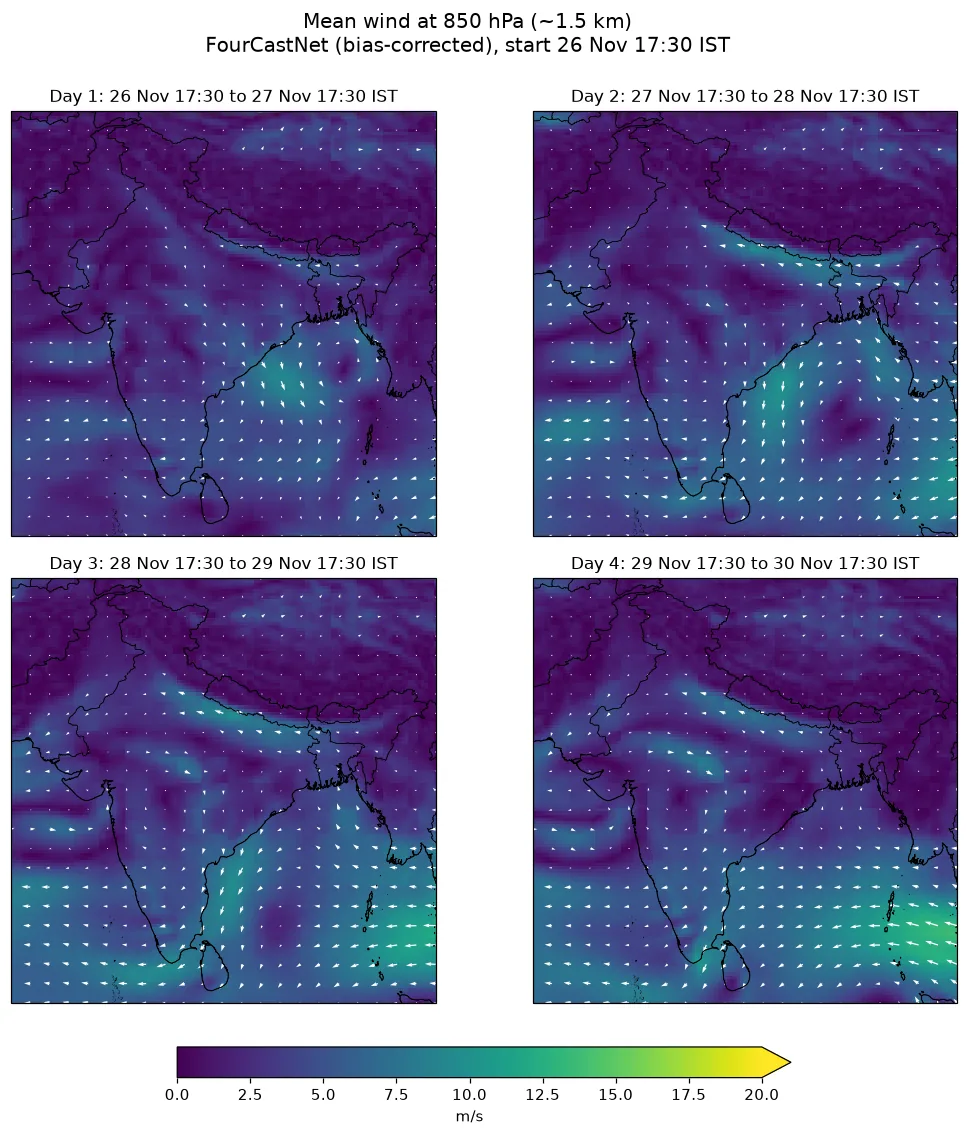 Mean wind at 850 hPa (~1.5 km)
FourCastNet (bias-corrected), start 26 Nov 17:30 IST
Day 1: 26 Nov 17:30 to 27 Nov 17:30 IST
Day 2: 27 Nov 17:30 to 28 Nov 17:30 IST
Day 3: 28 Nov 17:30 to 29 Nov 17:30 IST
Day 4: 29 Nov 17:30 to 30 Nov 17:30 IST
0.0 2.5 5.0 7.5 10.0 12.5 15.0 17.5 20.0
m/s